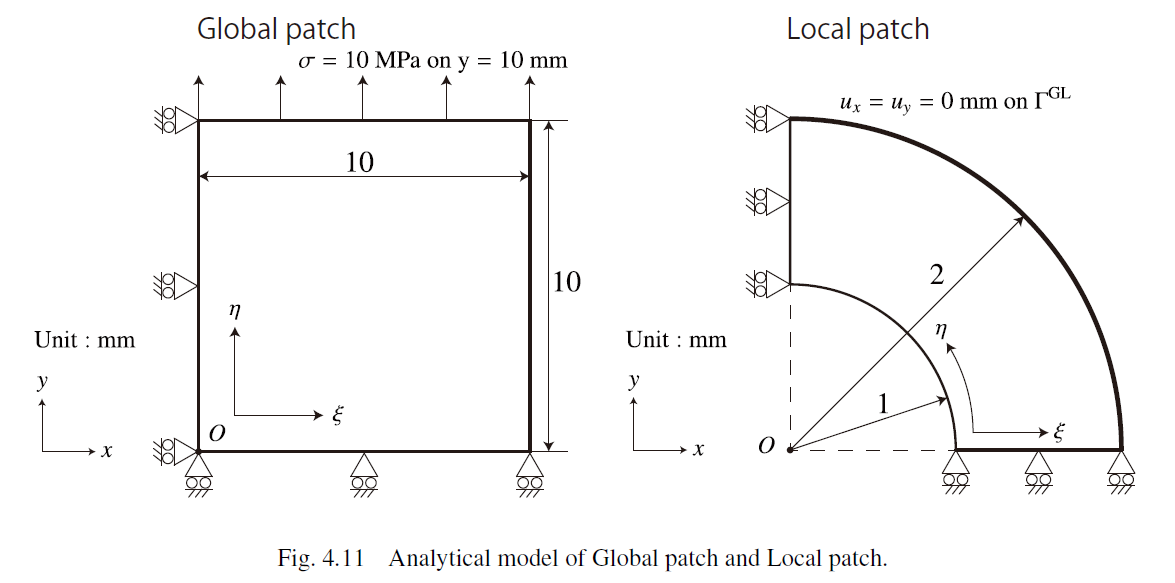 Global patch
σ = 10 MPa on y = 10 mm
10
10
η
Unit : mm
y
ξ
O
x
Local patch
u_x = u_y = 0 mm on Γ^GL
2
η
Unit : mm
y
1
ξ
O
x
Fig. 4.11 Analytical model of Global patch and Local patch.